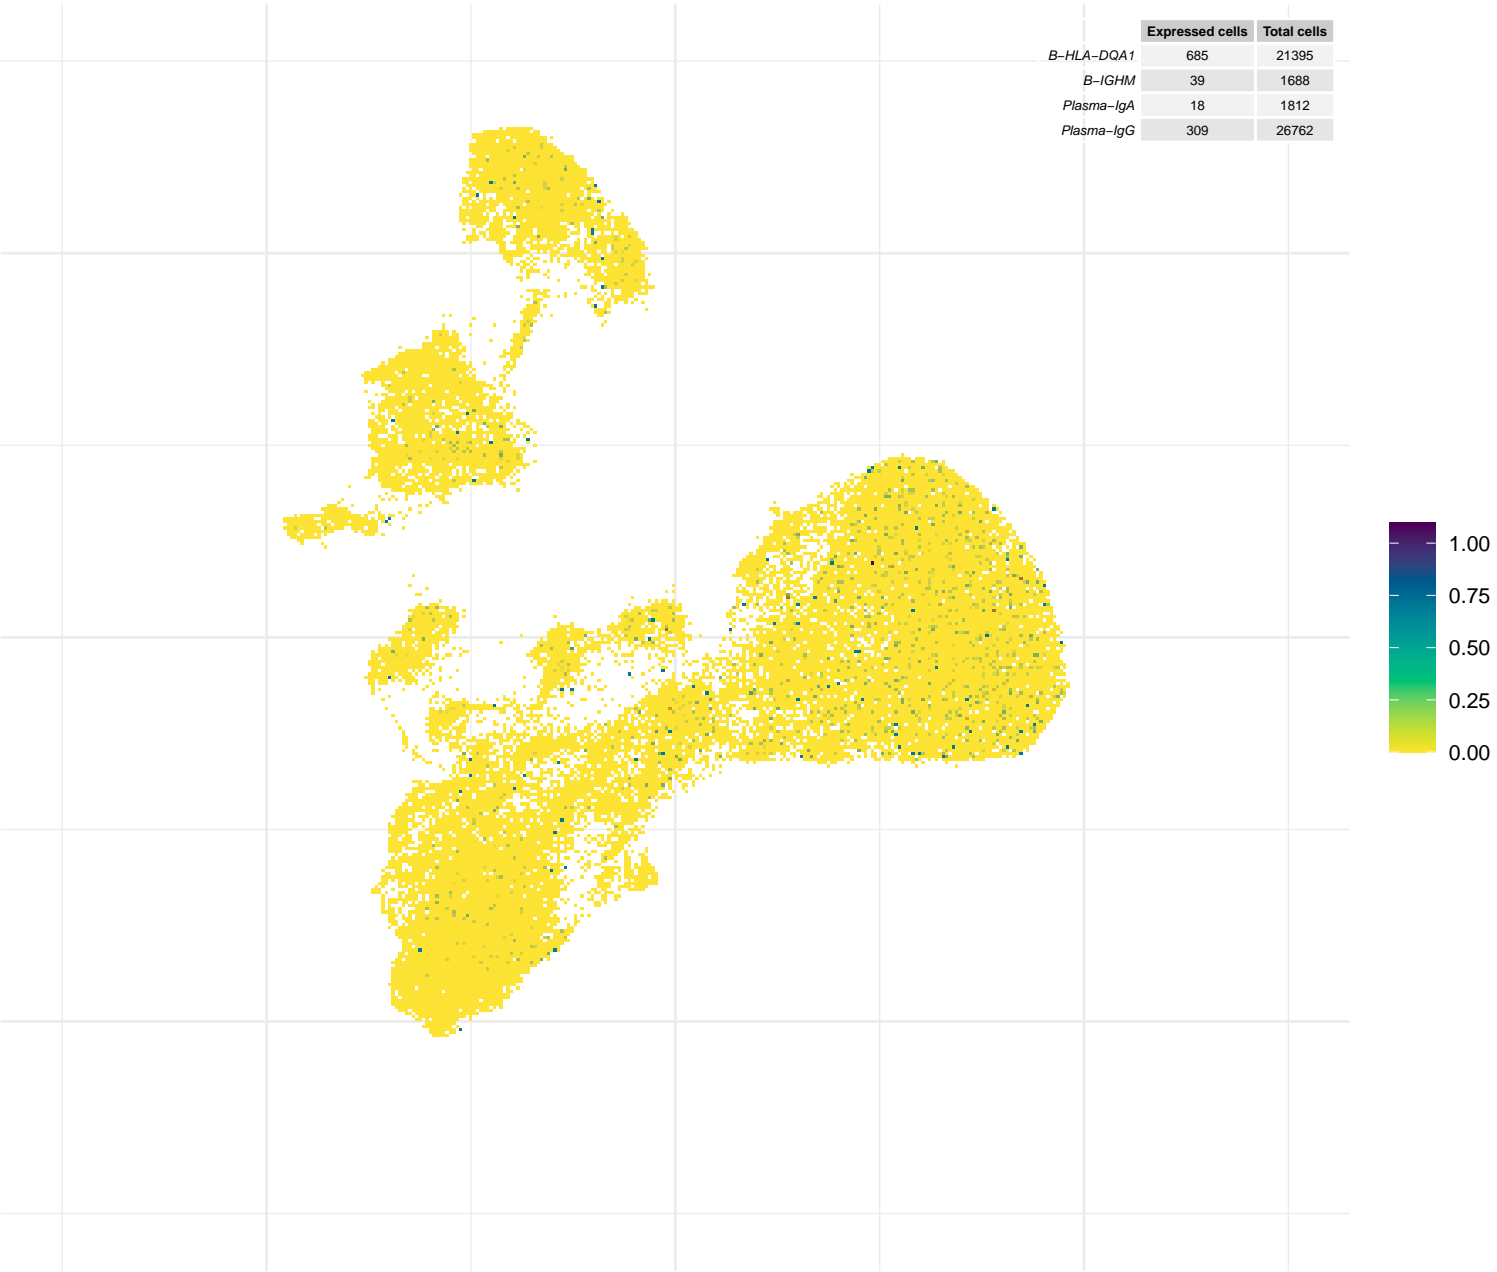 Expressed cells Total cells
B−HLA−DQA1 685 21395
B−IGHM 39 1688
Plasma−IgA 18 1812
Plasma−IgG 309 26762
1.00
0.75
0.50
0.25
0.00